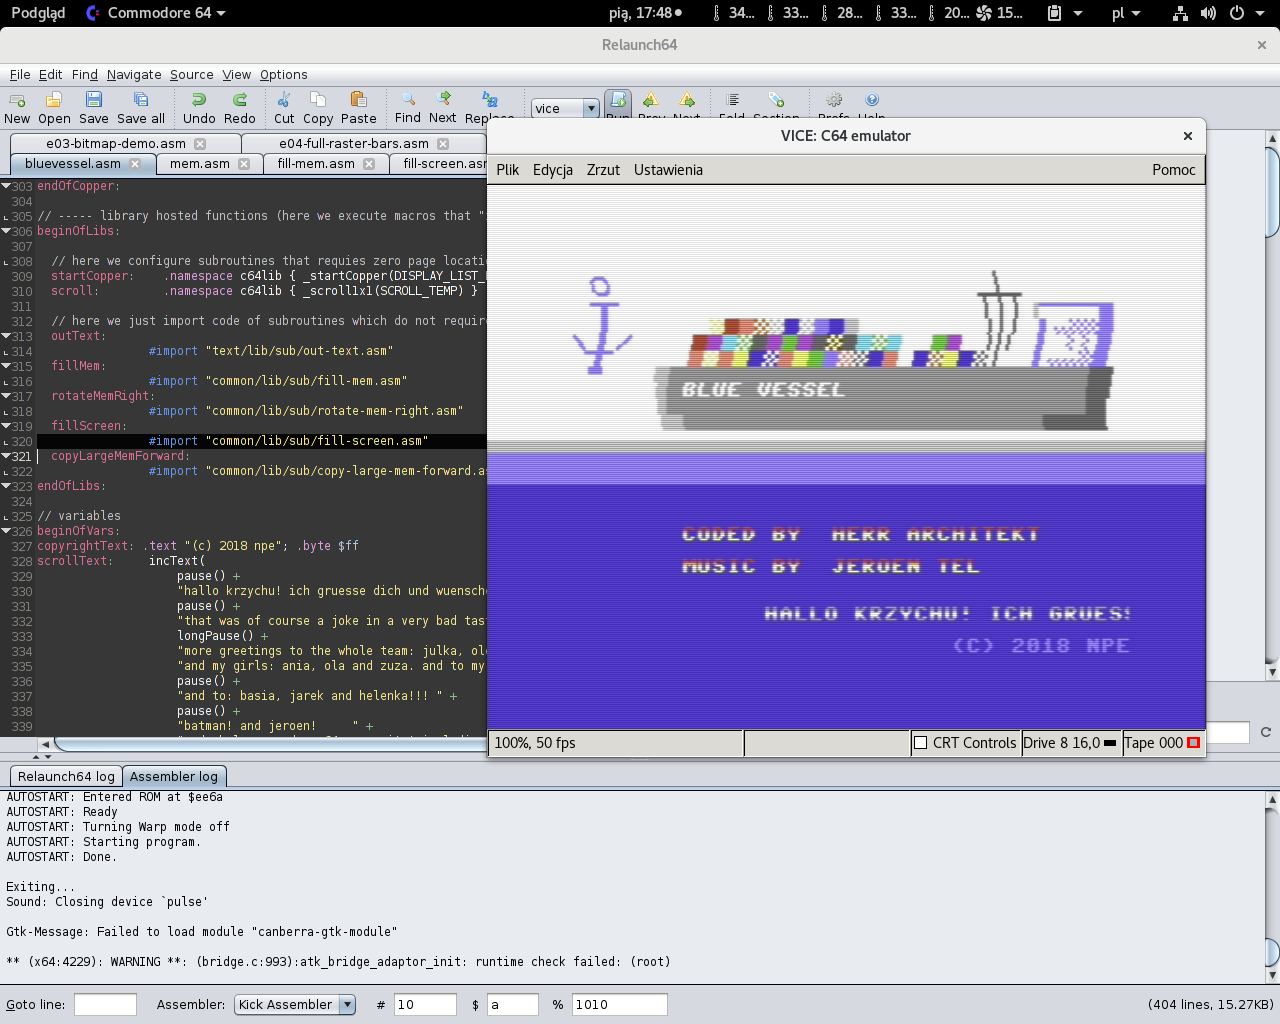 Podgląd Commodore 64 pią, 17:48 34... 33... 28... 33... 20... 15... pl
Relaunch64
File Edit Find Navigate Source View Options
New Open Save Save all Undo Redo Cut Copy Paste Find Next Replace vice Run Prev Next Fold Section Prefs Help
e03-bitmap-demo.asm e04-full-raster-bars.asm
bluevessel.asm mem.asm fill-mem.asm fill-screen.asm
303 endOfCopper:
304
305 // ----- library hosted functions (here we execute macros that "
306 beginOfLibs:
307
308 // here we configure subroutines that requies zero page locati
309 startCopper: .namespace c64lib { _startCopper(DISPLAY_LIST_
310 scroll: .namespace c64lib { _scroll1x1(SCROLL_TEMP) }
311
312 // here we just import code of subroutines which do not requir
313 outText:
314 #import "text/lib/sub/out-text.asm"
315 fillMem:
316 #import "common/lib/sub/fill-mem.asm"
317 rotateMemRight:
318 #import "common/lib/sub/rotate-mem-right.asm"
319 fillScreen:
320 #import "common/lib/sub/fill-screen.asm"
321 copyLargeMemForward:
322 #import "common/lib/sub/copy-large-mem-forward.as
323 endOfLibs:
324
325 // variables
326 beginOfVars:
327 copyrightText: .text "(c) 2018 npe"; .byte $ff
328 scrollText: incText(
329 pause() +
330 "hallo krzychu! ich gruesse dich und wuensch
331 pause() +
332 "that was of course a joke in a very bad tas
333 longPause() +
334 "more greetings to the whole team: julka, ol
335 "and my girls: ania, ola and zuza. and to my
336 pause() +
337 "and to: basia, jarek and helenka!!! " +
338 pause() +
339 "batman! and jeroen! " +
VICE: C64 emulator
Plik Edycja Zrzut Ustawienia Pomoc
BLUE VESSEL
CODED BY HERR ARCHITEKT
MUSIC BY JEROEN TEL
HALLO KRZYCHU! ICH GRUES
(C) 2018 NPE
100%, 50 fps CRT Controls Drive 8 16,0 Tape 000
Relaunch64 log Assembler log
AUTOSTART: Entered ROM at $ee6a
AUTOSTART: Ready
AUTOSTART: Turning Warp mode off
AUTOSTART: Starting program.
AUTOSTART: Done.
Exiting...
Sound: Closing device `pulse'
Gtk-Message: Failed to load module "canberra-gtk-module"
** (x64:4229): WARNING **: (bridge.c:993):atk_bridge_adaptor_init: runtime check failed: (root)
Goto line: Assembler: Kick Assembler # 10 $ a % 1010 (404 lines, 15.27KB)